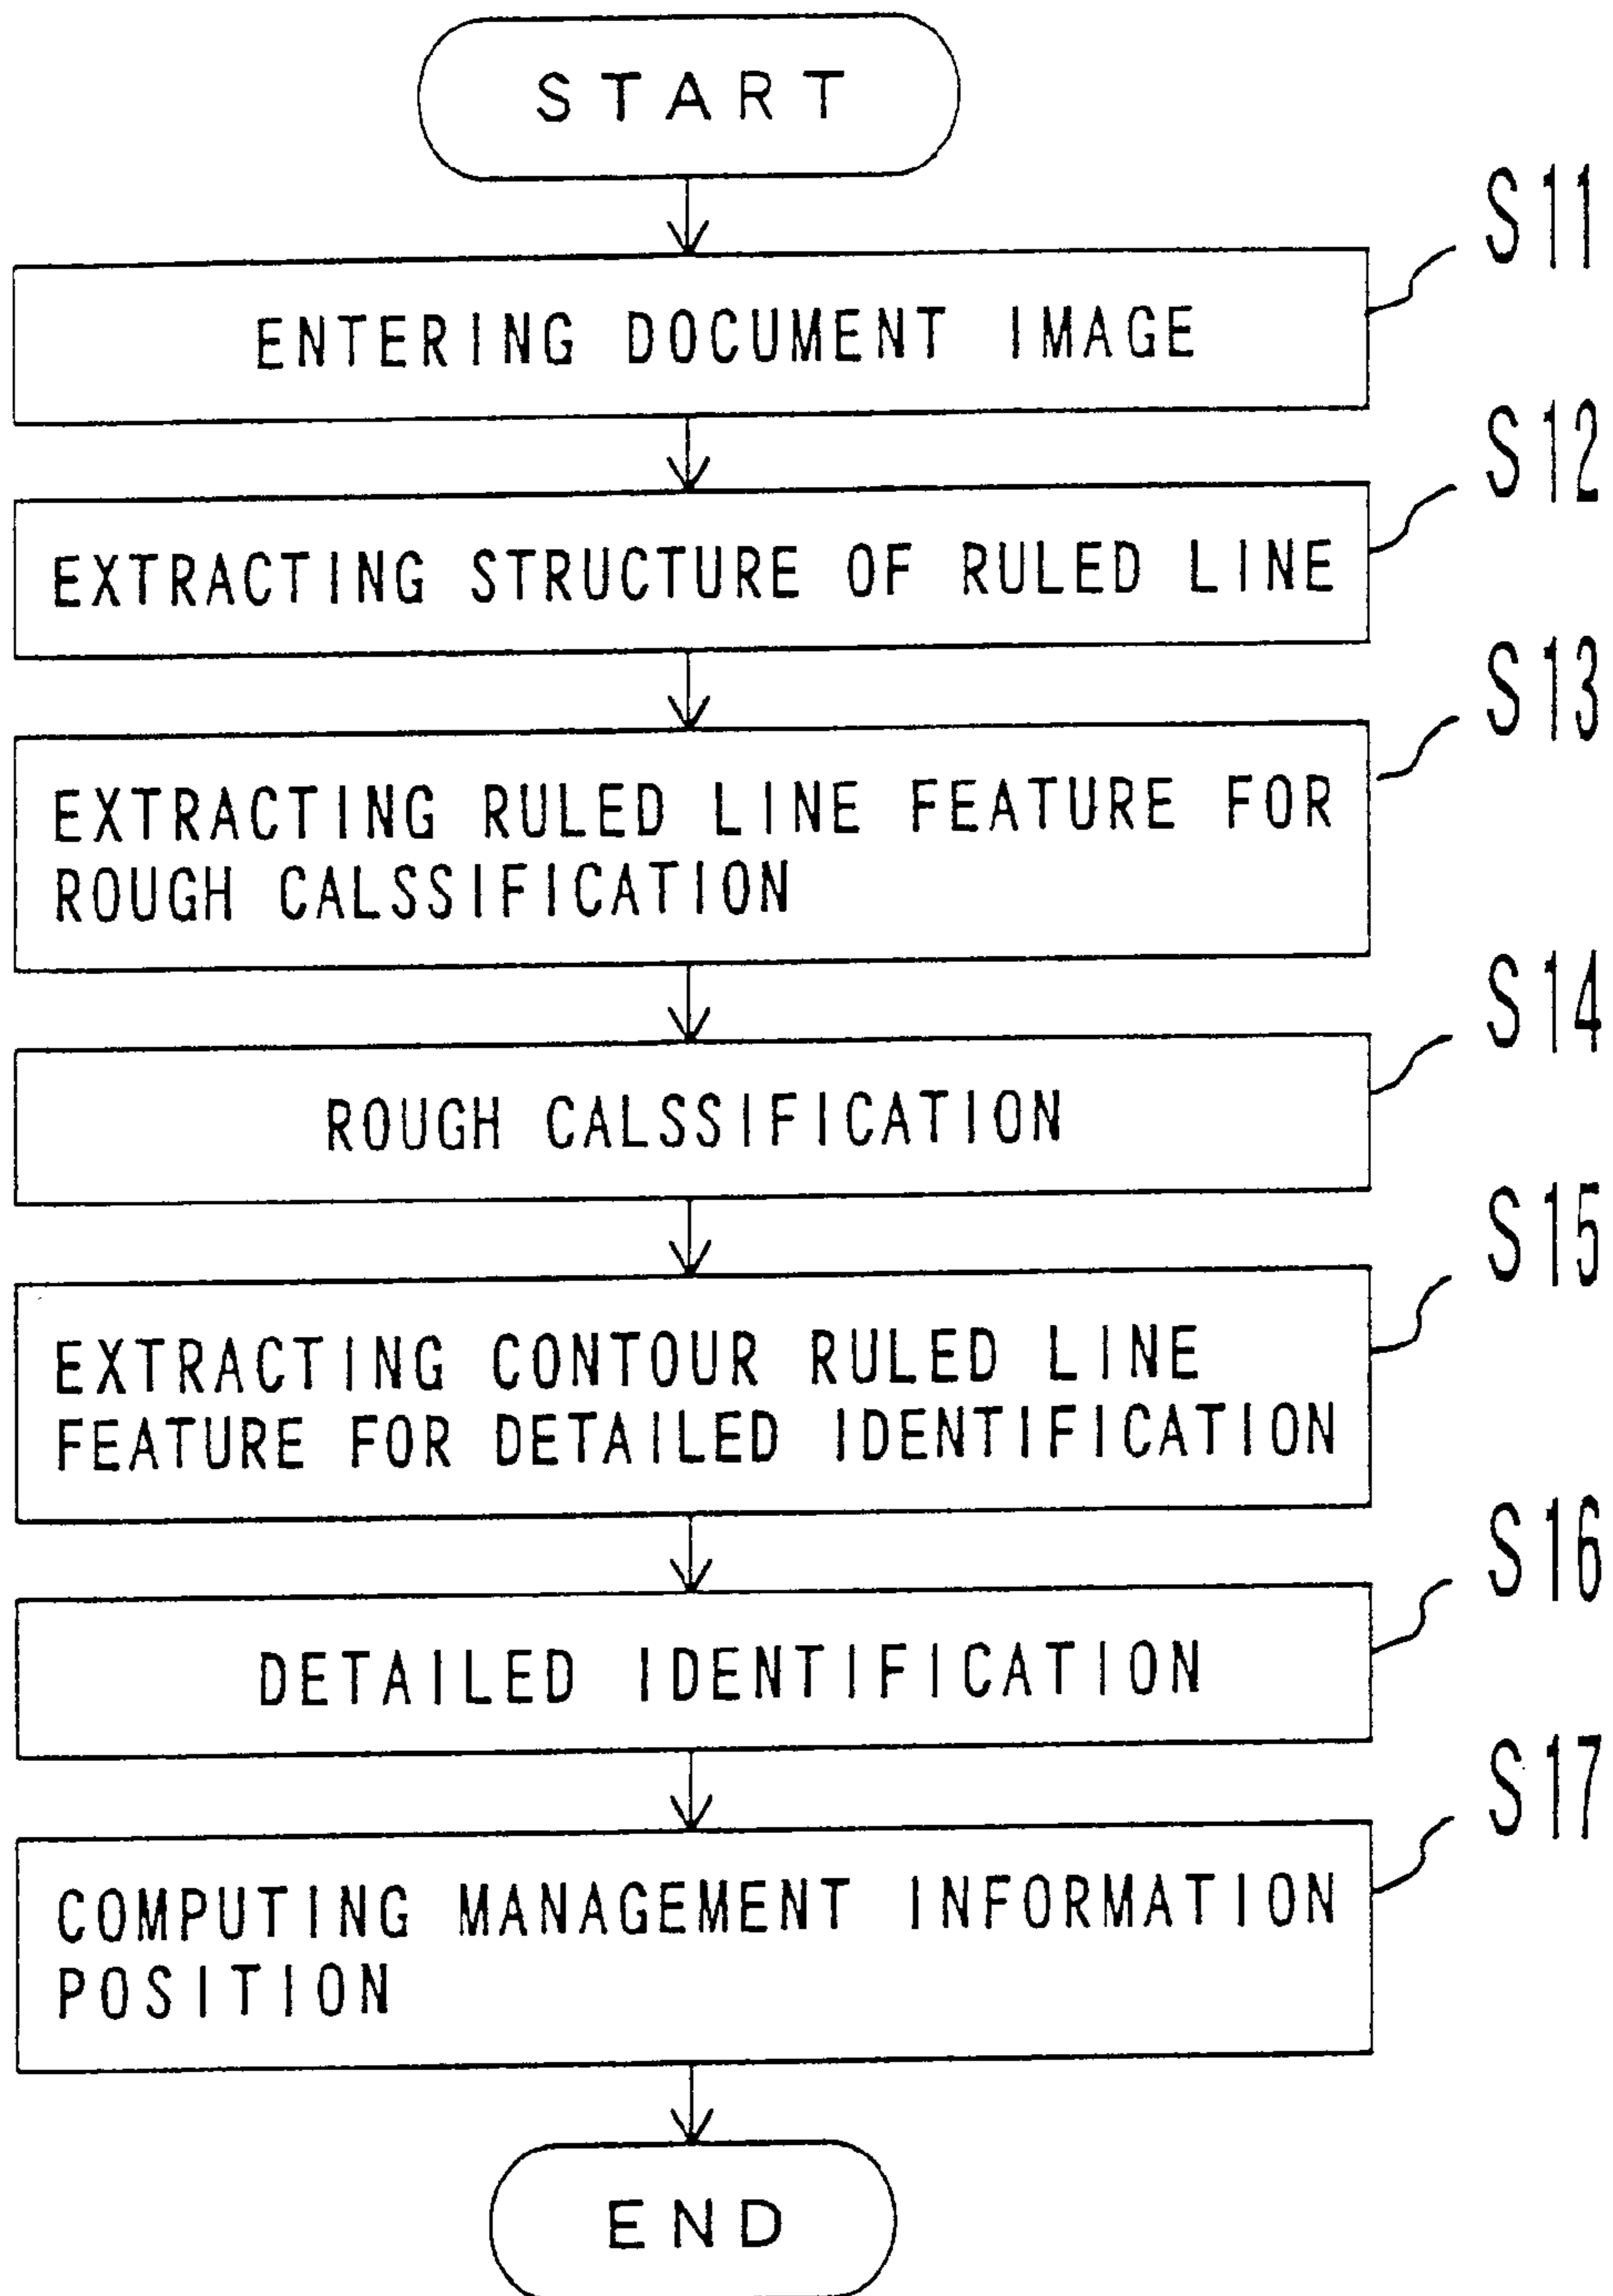 START
S11
ENTERING DOCUMENT IMAGE
S12
EXTRACTING STRUCTURE OF RULED LINE
S13
EXTRACTING RULED LINE FEATURE FOR
ROUGH CALSSIFICATION
S14
ROUGH CALSSIFICATION
S15
EXTRACTING CONTOUR RULED LINE
FEATURE FOR DETAILED IDENTIFICATION
S16
DETAILED IDENTIFICATION
S17
COMPUTING MANAGEMENT INFORMATION
POSITION
END